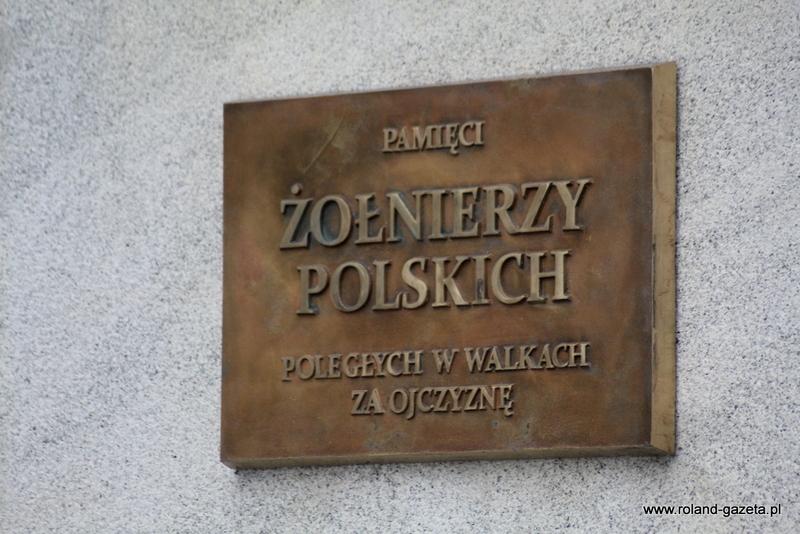 PAMIĘCI
ŻOŁNIERZY
POLSKICH
POLEGŁYCH W WALKACH
ZA OJCZYZNĘ
www.roland-gazeta.pl